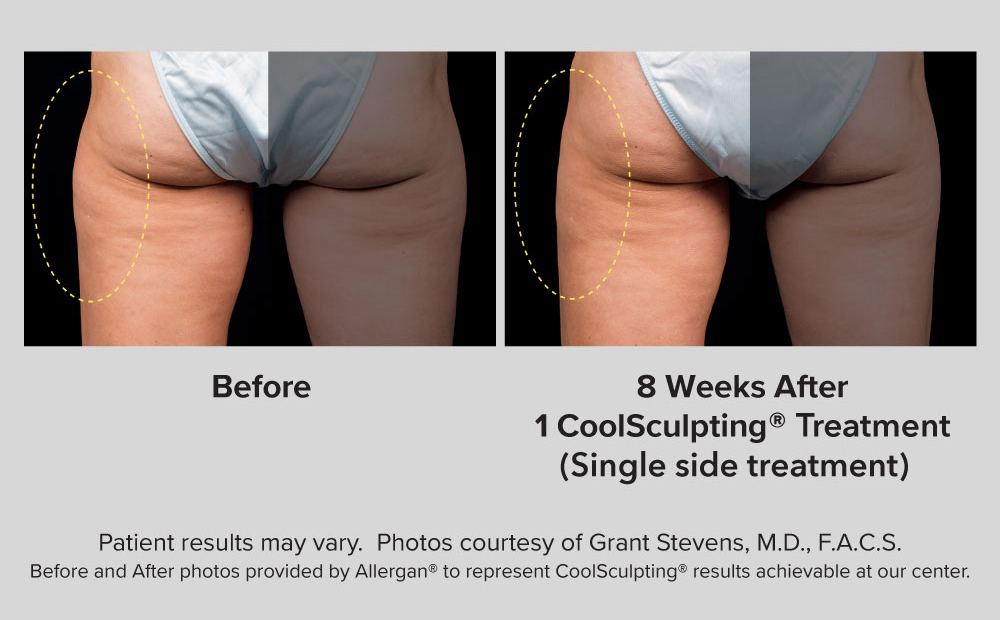 Before
8 Weeks After
1 CoolSculpting® Treatment
(Single side treatment)
Patient results may vary.  Photos courtesy of Grant Stevens, M.D., F.A.C.S.
Before and After photos provided by Allergan® to represent CoolSculpting® results achievable at our center.